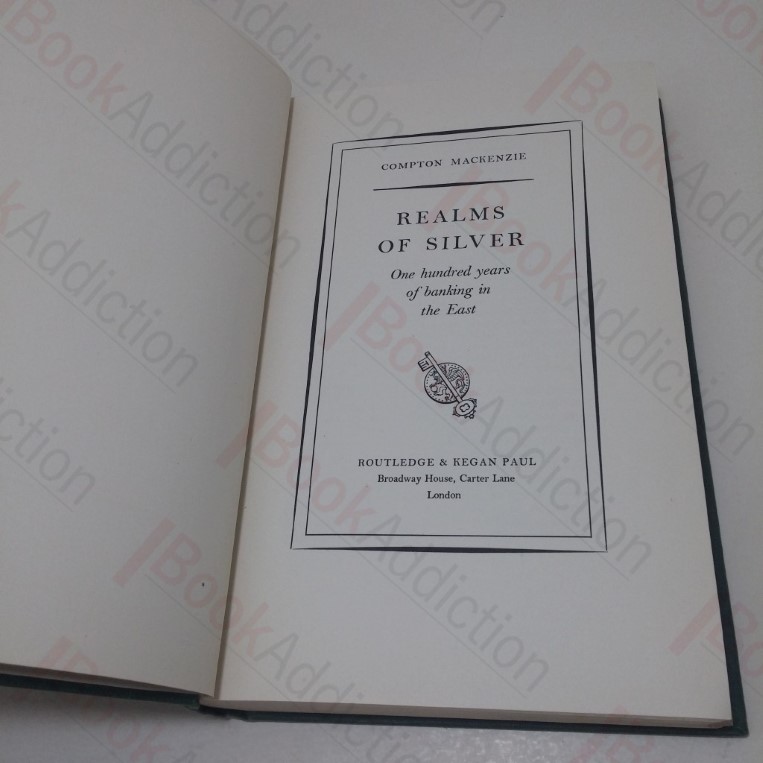 COMPTON MACKENZIE
REALMS
OF SILVER
One hundred years
of banking in
the East
ROUTLEDGE & KEGAN PAUL
Broadway House, Carter Lane
London
BookAddiction